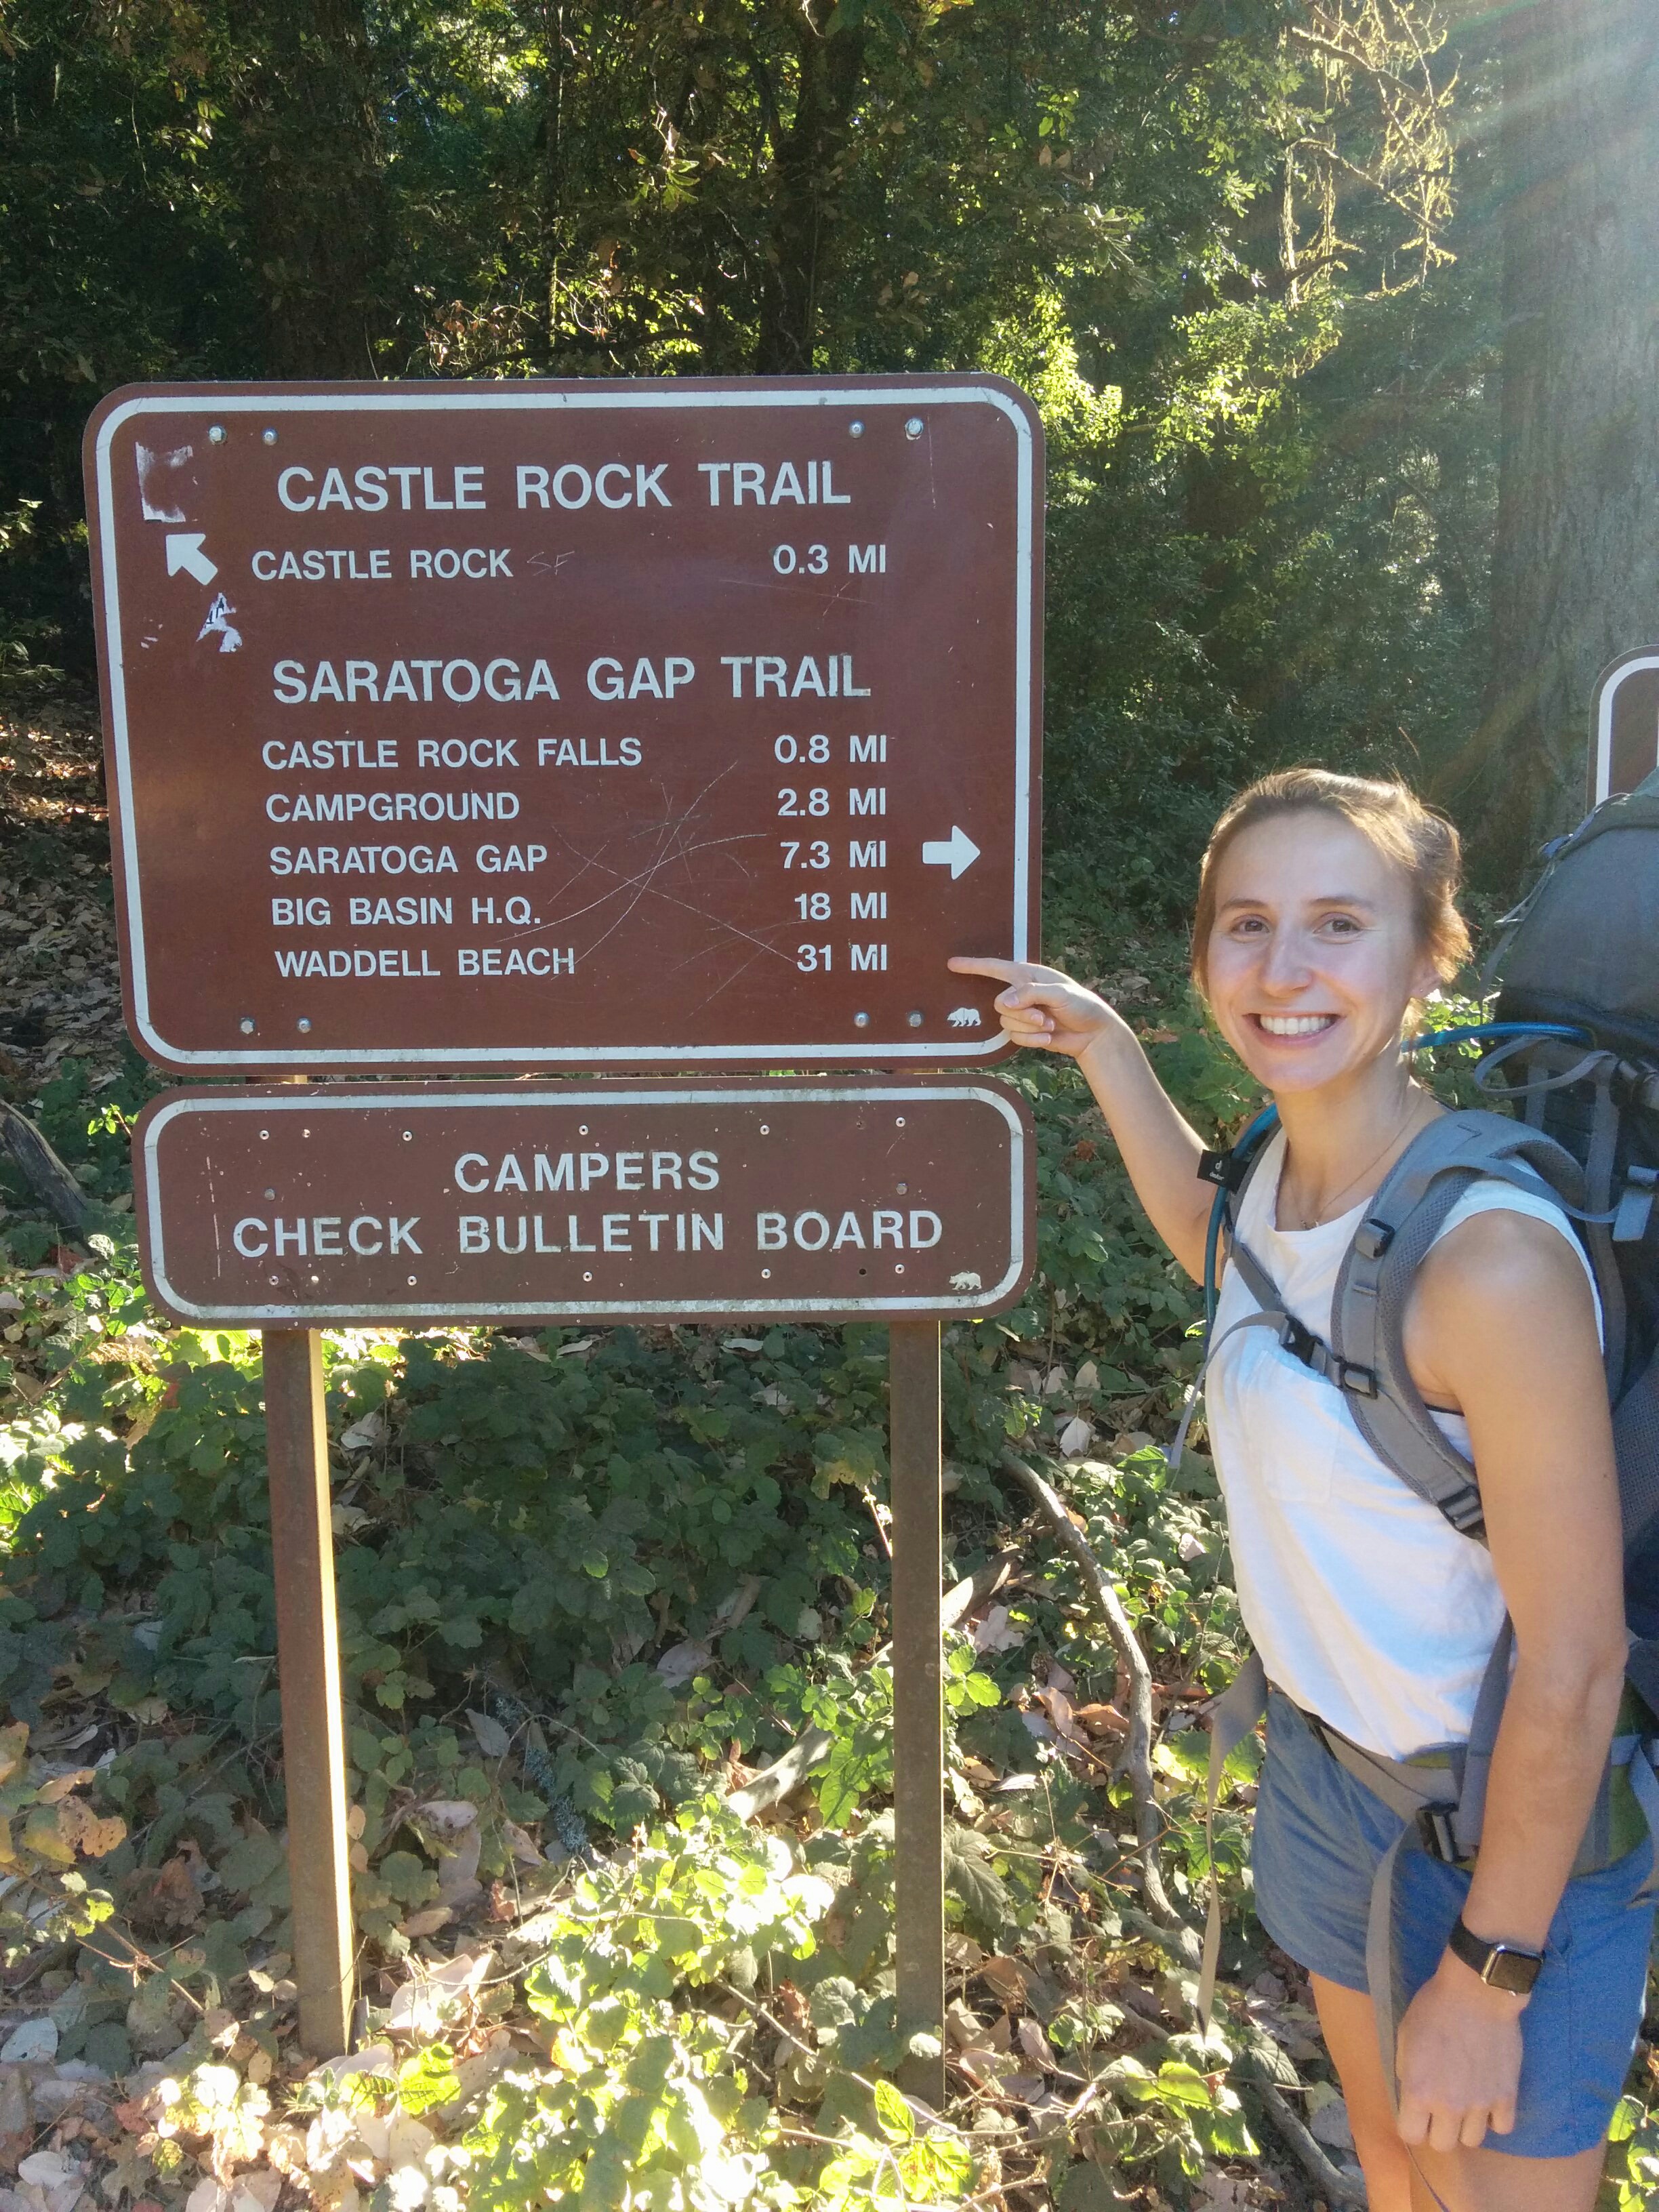 CASTLE ROCK TRAIL
CASTLE ROCK SF 0.3 MI
SARATOGA GAP TRAIL
CASTLE ROCK FALLS 0.8 MI
CAMPGROUND 2.8 MI
SARATOGA GAP 7.3 MI
BIG BASIN H.Q. 18 MI
WADDELL BEACH 31 MI
CAMPERS
CHECK BULLETIN BOARD